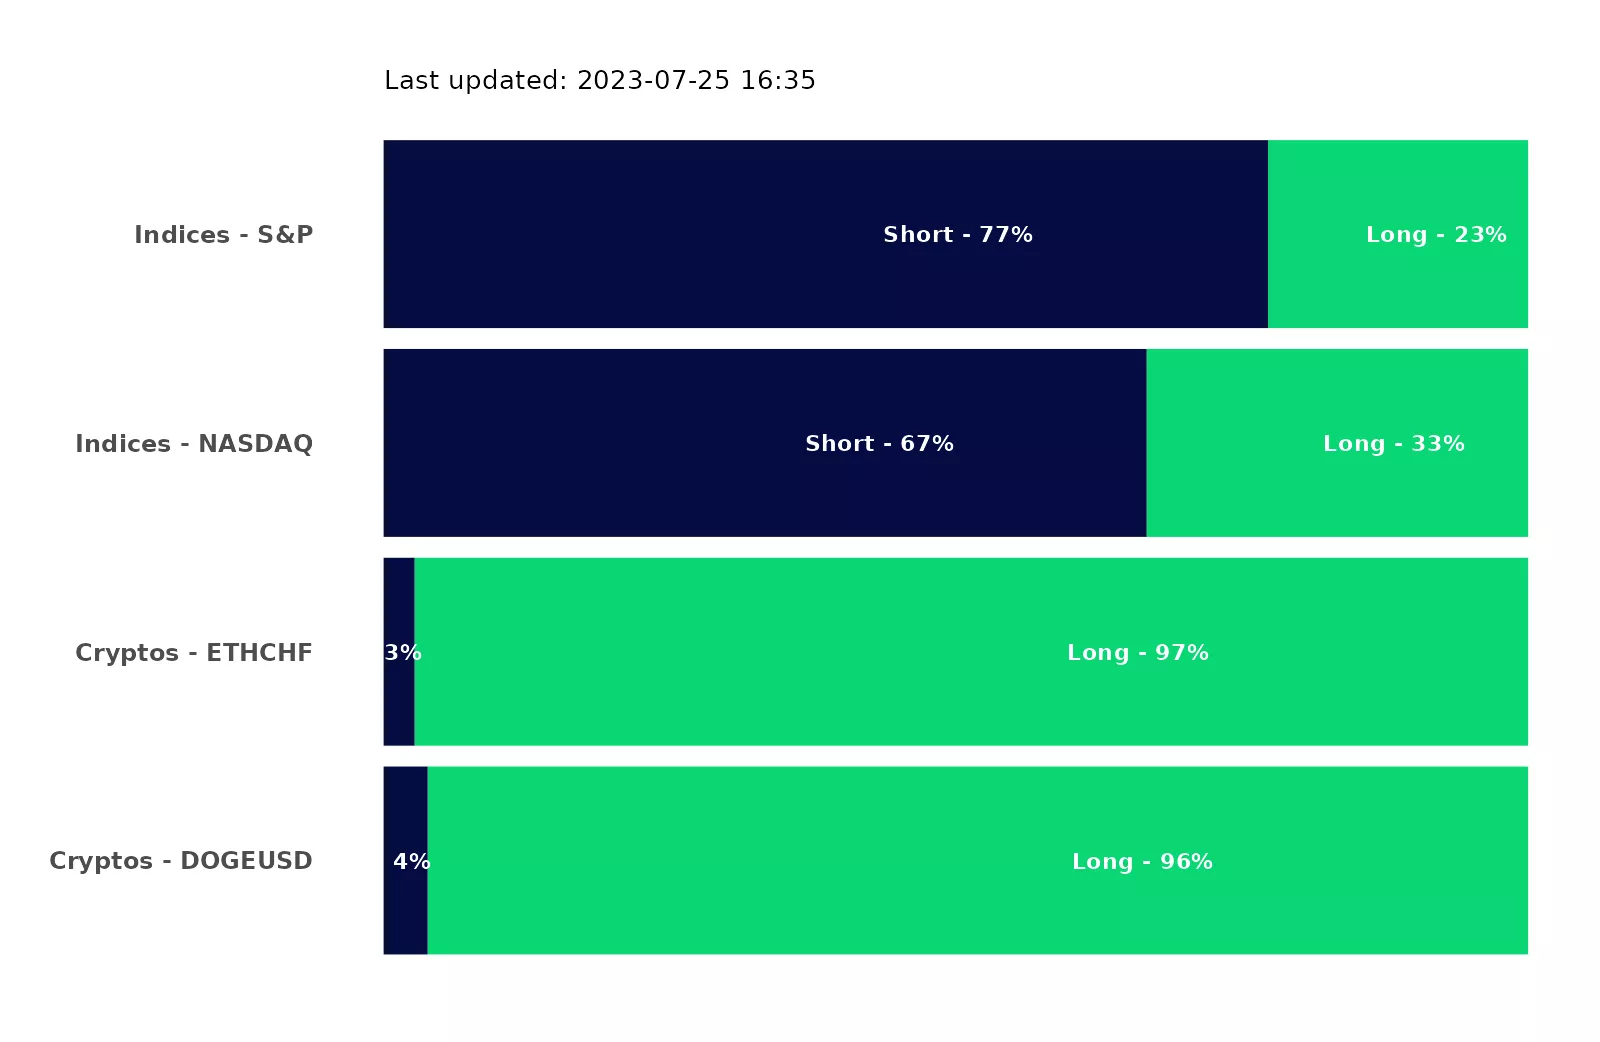 Last updated: 2023-07-25 16:35
Indices - S&P
Short - 77%
Long - 23%
Indices - NASDAQ
Short - 67%
Long - 33%
Cryptos - ETHCHF
3%
Long - 97%
Cryptos - DOGEUSD
4%
Long - 96%